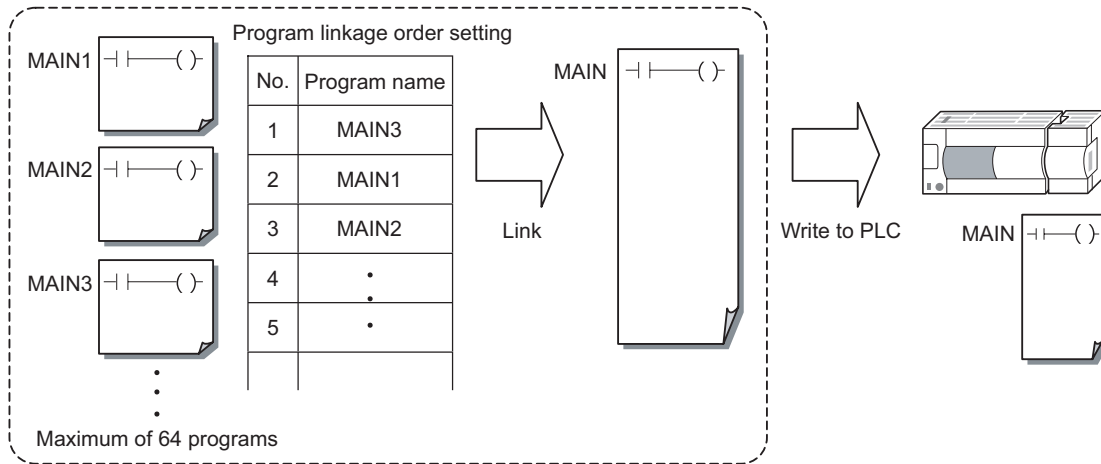 Program linkage order setting
MAIN1
MAIN2
MAIN3
Maximum of 64 programs
No. Program name
1 MAIN3
2 MAIN1
3 MAIN2
4
5
Link
MAIN
Write to PLC
MAIN